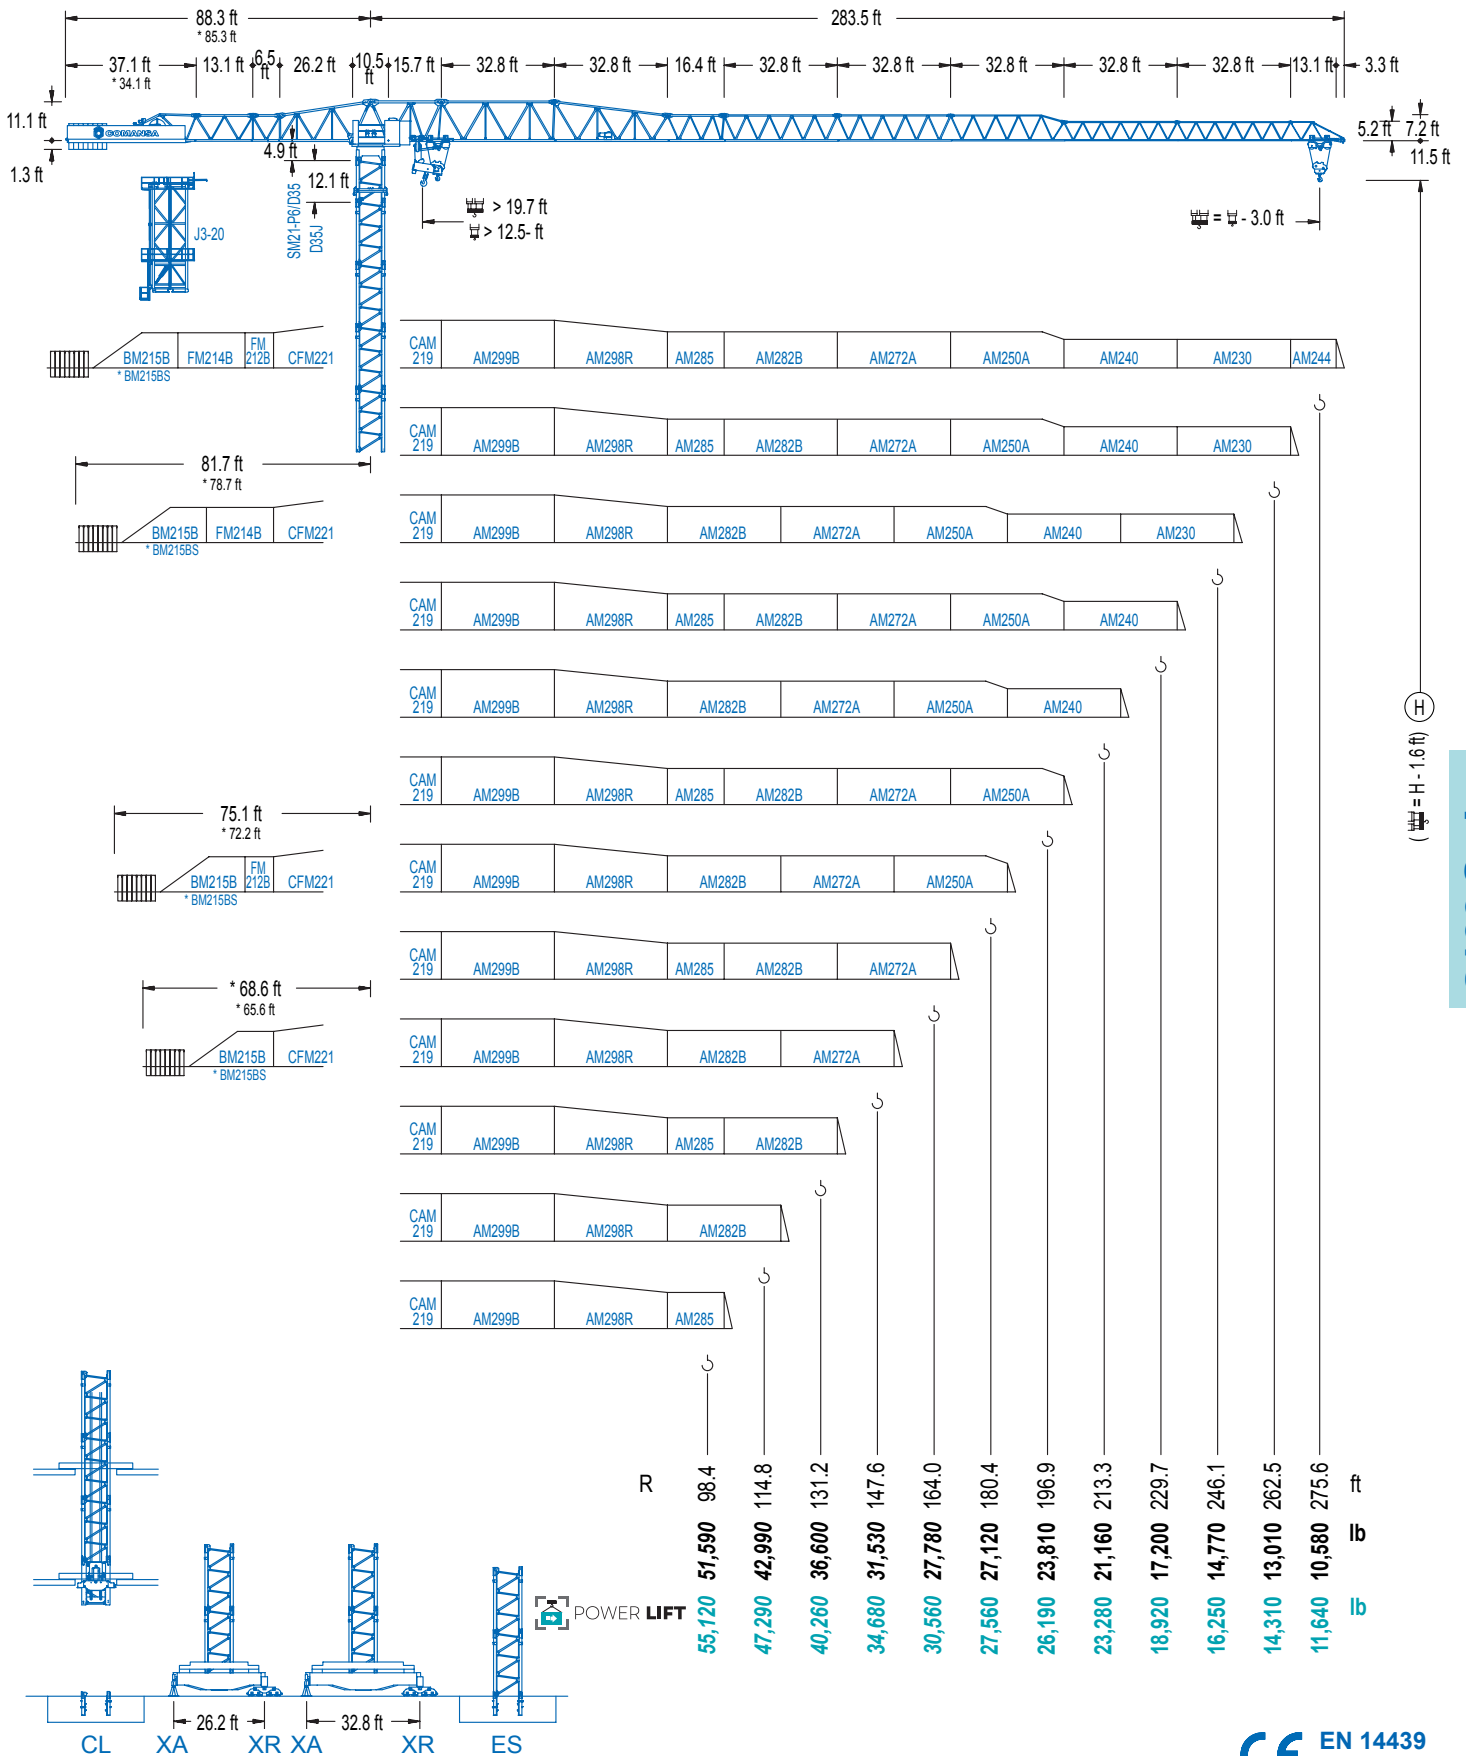 88.3 ft
* 85.3 ft
283.5 ft
37.1 ft 13.1 ft 6.5 ft 26.2 ft 10.5 ft 15.7 ft 32.8 ft 32.8 ft 16.4 ft 32.8 ft 32.8 ft 32.8 ft 32.8 ft 32.8 ft 13.1 ft 3.3 ft
* 34.1 ft
11.1 ft
COMANSA
5.2 ft 7.2 ft
11.5 ft
1.3 ft
4.9 ft
12.1 ft
SM21-P6/D35
D35J
J3-20
> 19.7 ft
> 12.5- ft
= - 3.0 ft
BM215B FM214B FM 212B CFM221
* BM215BS
CAM 219 AM299B AM298R AM285 AM282B AM272A AM250A AM240 AM230 AM244
CAM 219 AM299B AM298R AM285 AM282B AM272A AM250A AM240 AM230
81.7 ft
* 78.7 ft
BM215B FM214B CFM221
* BM215BS
CAM 219 AM299B AM298R AM282B AM272A AM250A AM240 AM230
CAM 219 AM299B AM298R AM285 AM282B AM272A AM250A AM240
CAM 219 AM299B AM298R AM282B AM272A AM250A AM240
H
( = H - 1.6 ft)
CAM 219 AM299B AM298R AM285 AM282B AM272A AM250A
75.1 ft
* 72.2 ft
BM215B FM 212B CFM221
* BM215BS
CAM 219 AM299B AM298R AM282B AM272A AM250A
CAM 219 AM299B AM298R AM285 AM282B AM272A
* 68.6 ft
* 65.6 ft
BM215B CFM221
* BM215BS
CAM 219 AM299B AM298R AM282B AM272A
CAM 219 AM299B AM298R AM285 AM282B
CAM 219 AM299B AM298R AM282B
CAM 219 AM299B AM298R AM285
R 98.4 114.8 131.2 147.6 164.0 180.4 196.9 213.3 229.7 246.1 262.5 275.6 ft
51,590 42,990 36,600 31,530 27,780 27,120 23,810 21,160 17,200 14,770 13,010 10,580 lb
POWER LIFT 55,120 47,290 40,260 34,680 30,560 27,560 26,190 23,280 18,920 16,250 14,310 11,640 lb
26.2 ft 32.8 ft
CL XA XR XA XR ES
CE EN 14439